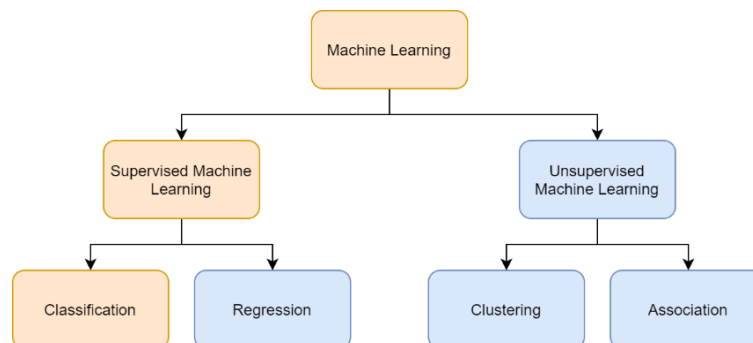 Machine Learning
Supervised Machine
Learning
Unsupervised
Machine Learning
Classification
Regression
Clustering
Association